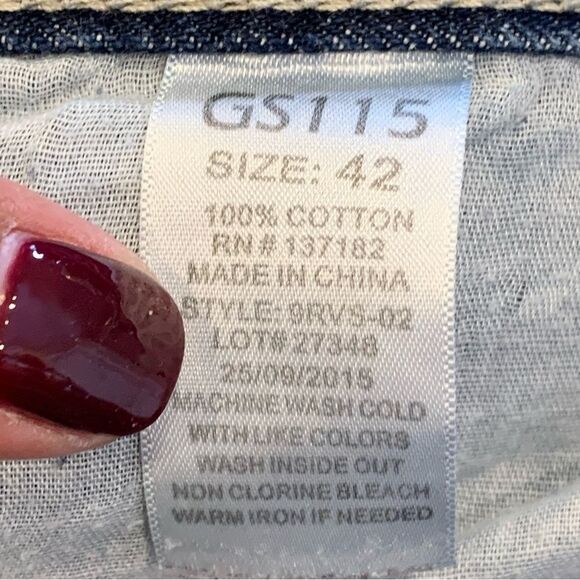 GS115
SIZE: 42
100% COTTON
RN # 137182
MADE IN CHINA
STYLE: 9RVS-02
LOT# 27346
25/09/2015
MACHINE WASH COLD
WITH LIKE COLORS
WASH INSIDE OUT
NON CLORINE BLEACH
WARM IRON IF NEEDED